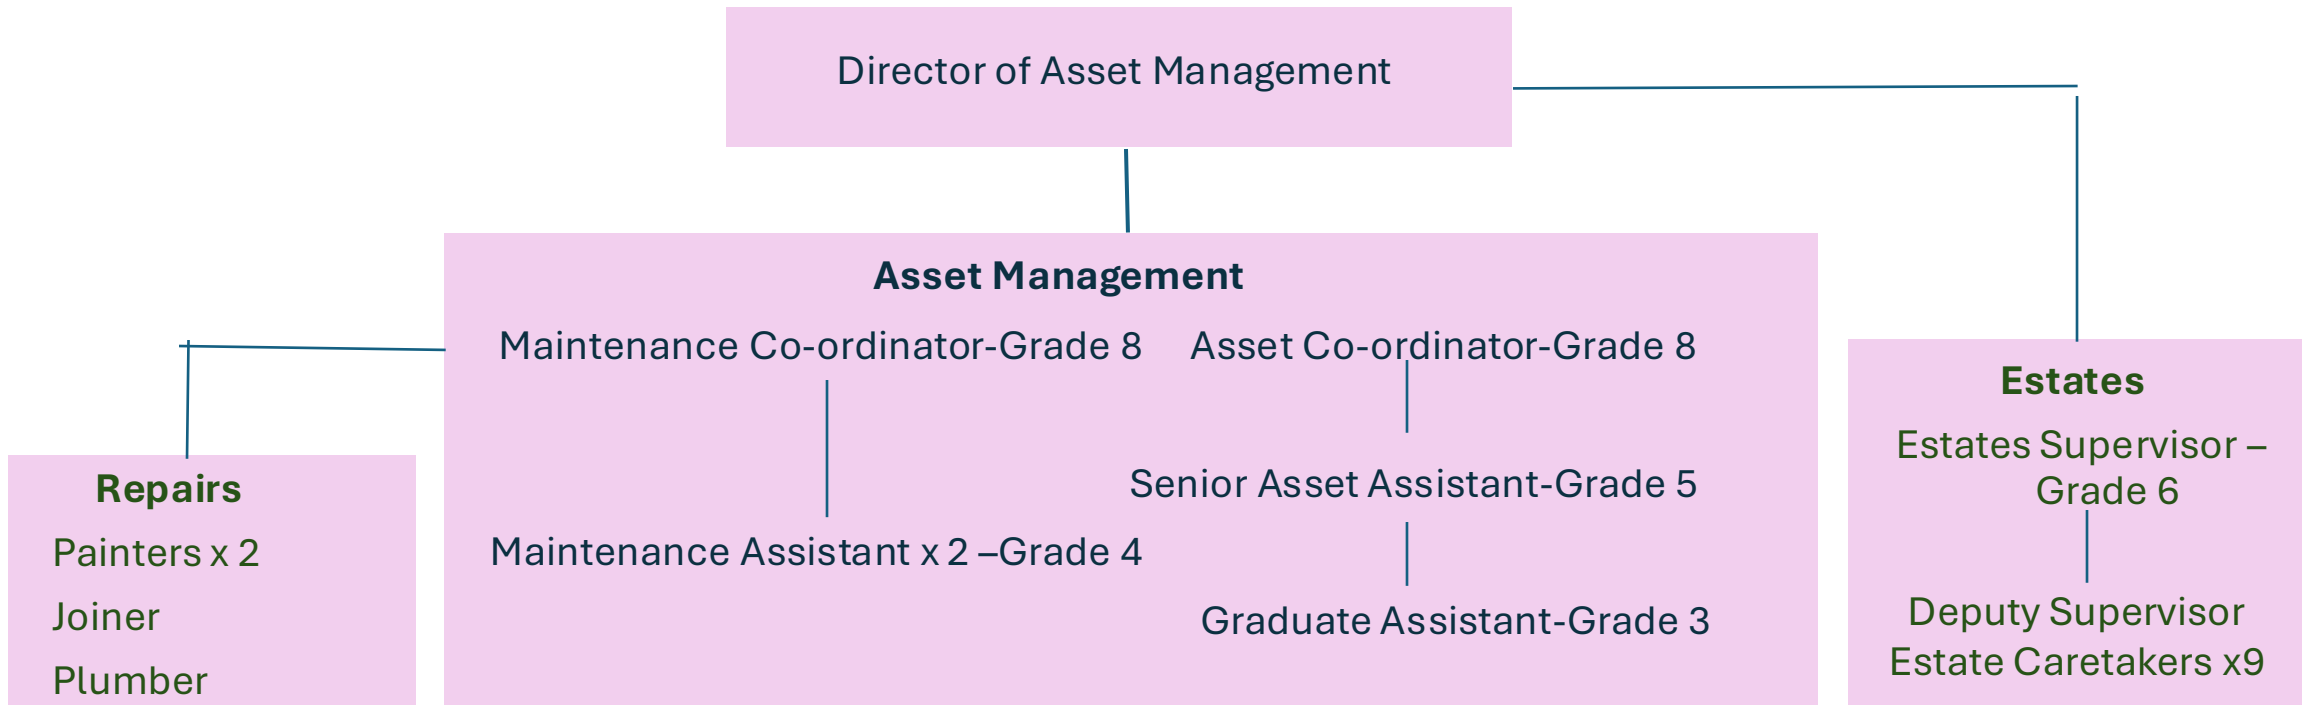 Director of Asset Management
Asset Management
Maintenance Co-ordinator-Grade 8
Asset Co-ordinator-Grade 8
Senior Asset Assistant-Grade 5
Maintenance Assistant x 2 –Grade 4
Graduate Assistant-Grade 3
Repairs
Painters x 2
Joiner
Plumber
Estates
Estates Supervisor –
Grade 6
Deputy Supervisor
Estate Caretakers x9